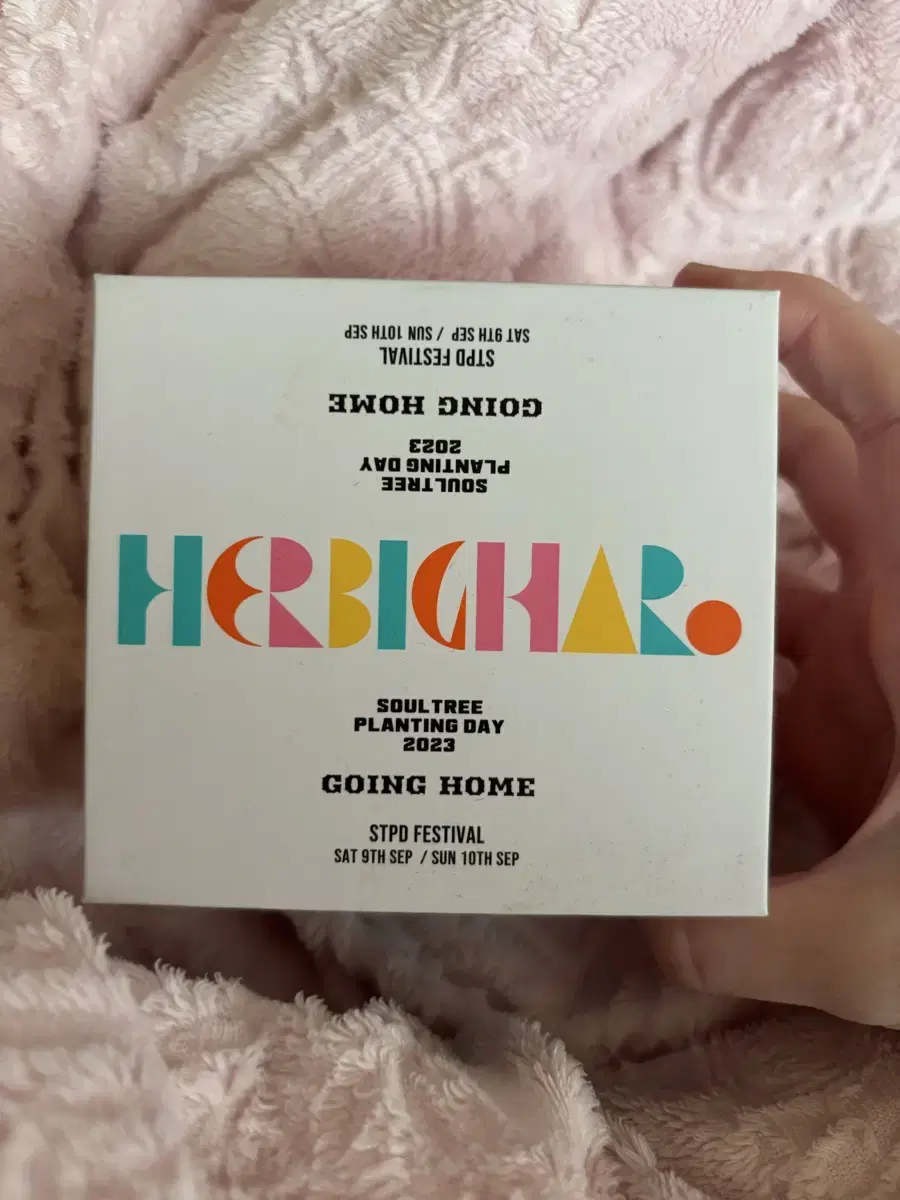 SOULTREE
PLANTING DAY
2023
GOING HOME
STPD FESTIVAL
SAT 9TH SEP / SUN 10TH SEP
HERBIGHAR.
SOULTREE
PLANTING DAY
2023
GOING HOME
STPD FESTIVAL
SAT 9TH SEP / SUN 10TH SEP